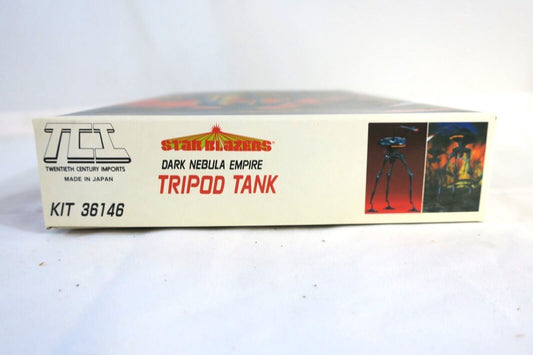 TCI
TWENTIETH CENTURY IMPORTS
MADE IN JAPAN
KIT 36146
STAR BLAZERS®
DARK NEBULA EMPIRE
TRIPOD TANK